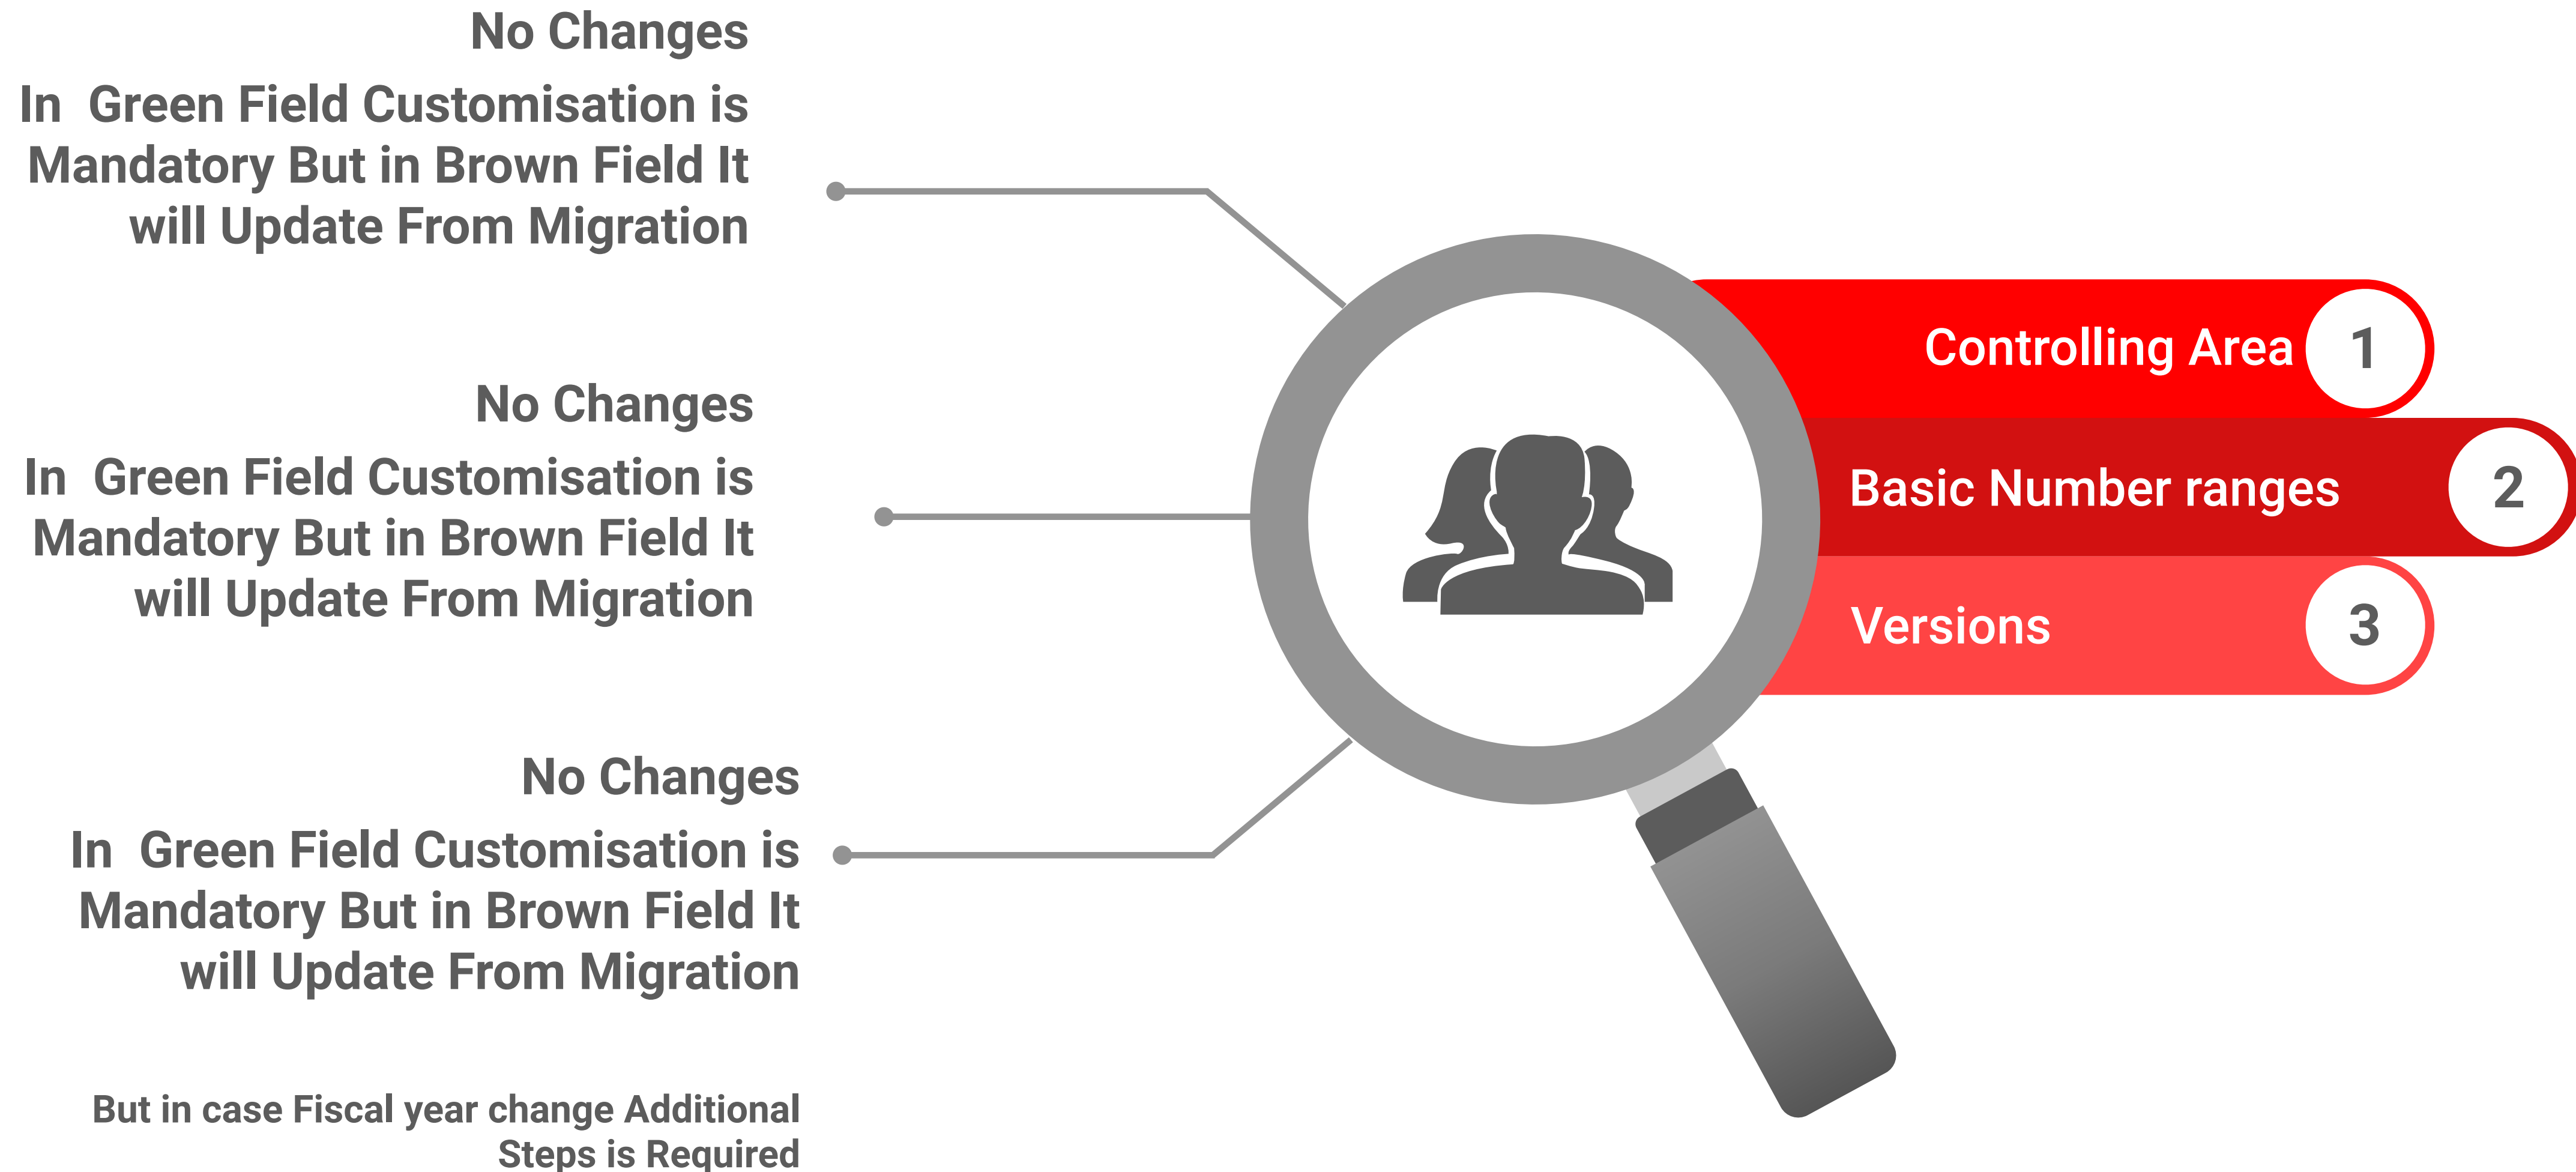 No Changes
In Green Field Customisation is
Mandatory But in Brown Field It
will Update From Migration
No Changes
In Green Field Customisation is
Mandatory But in Brown Field It
will Update From Migration
No Changes
In Green Field Customisation is
Mandatory But in Brown Field It
will Update From Migration
But in case Fiscal year change Additional
Steps is Required
Controlling Area 1
Basic Number ranges 2
Versions 3